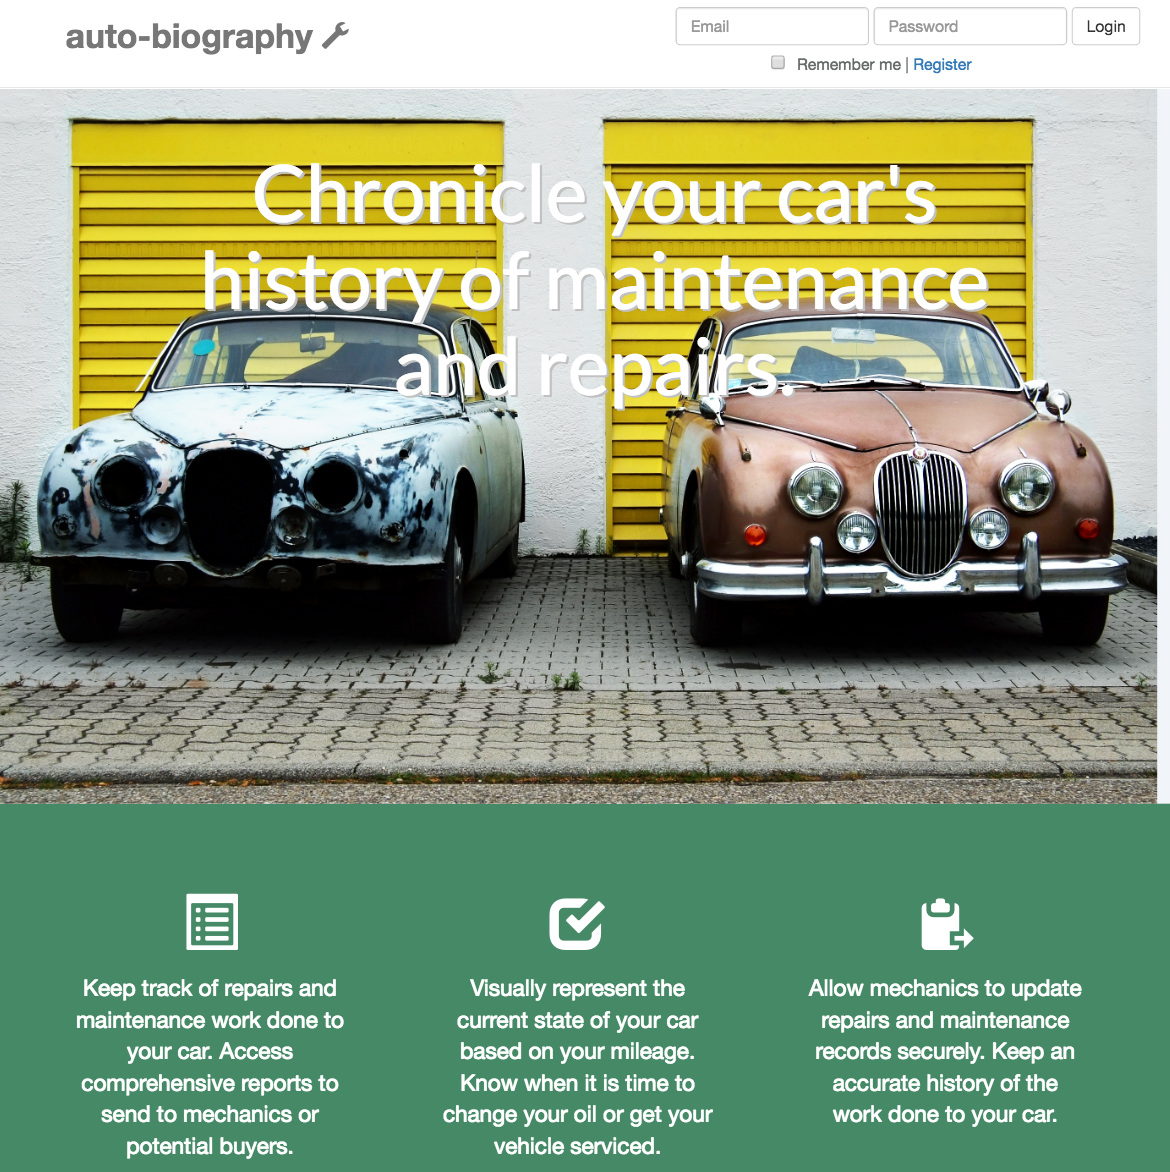 auto-biography
Email Password Login
Remember me | Register
Chronicle your car's
history of maintenance
and repairs.
Keep track of repairs and
maintenance work done to
your car. Access
comprehensive reports to
send to mechanics or
potential buyers.
Visually represent the
current state of your car
based on your mileage.
Know when it is time to
change your oil or get your
vehicle serviced.
Allow mechanics to update
repairs and maintenance
records securely. Keep an
accurate history of the
work done to your car.